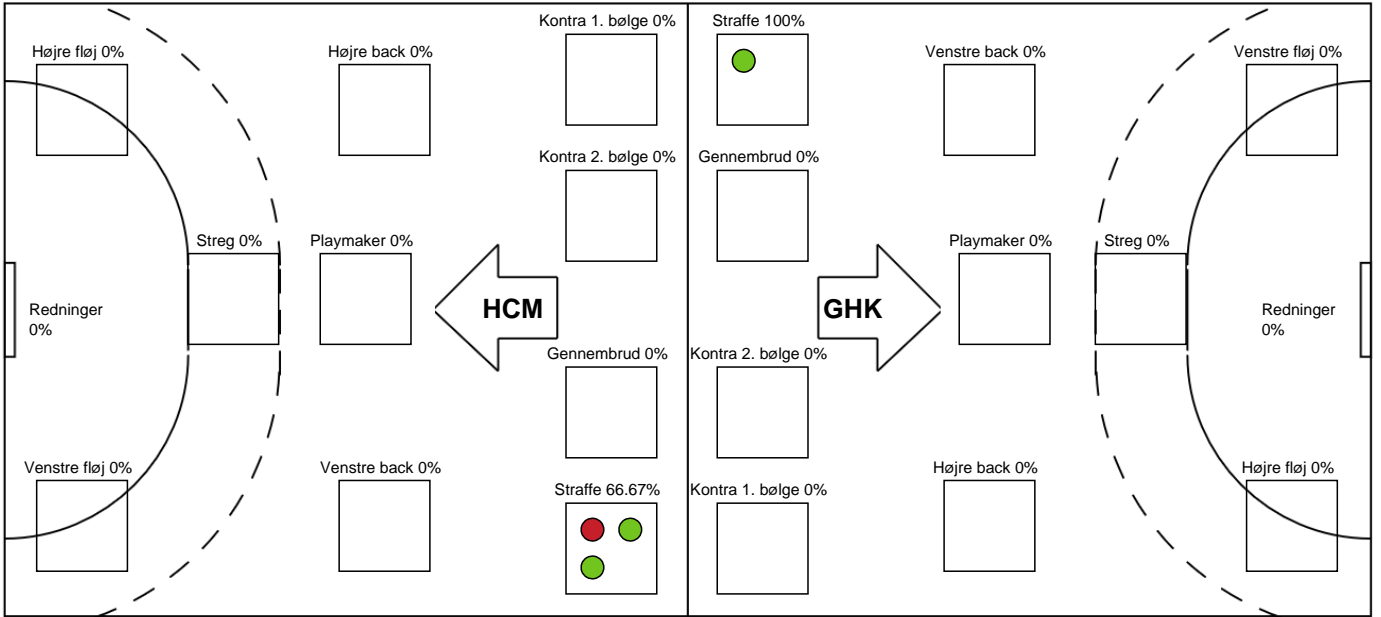 Kontra 1. bølge 0%
Straffe 100%
Højre fløj 0%
Højre back 0%
Venstre back 0%
Venstre fløj 0%
Kontra 2. bølge 0%
Gennembrud 0%
Streg 0%
Playmaker 0%
Playmaker 0%
Streg 0%
Redninger
0%
HCM
GHK
Redninger
0%
Gennembrud 0%
Kontra 2. bølge 0%
Venstre fløj 0%
Venstre back 0%
Højre back 0%
Højre fløj 0%
Straffe 66.67%
Kontra 1. bølge 0%